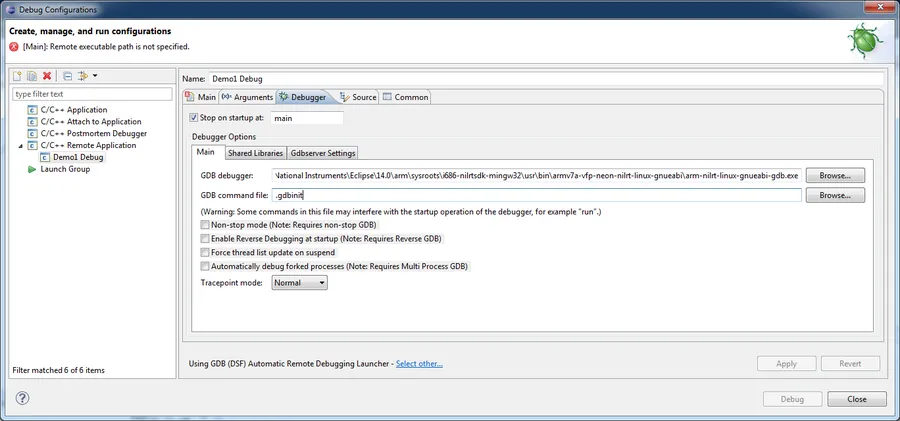 Debug Configurations
Create, manage, and run configurations
[Main]: Remote executable path is not specified.
type filter text
C/C++ Application
C/C++ Attach to Application
C/C++ Postmortem Debugger
C/C++ Remote Application
Demo1 Debug
Launch Group
Filter matched 6 of 6 items
Name: Demo1 Debug
Main Arguments Debugger Source Common
Stop on startup at: main
Debugger Options
Main Shared Libraries Gdbserver Settings
GDB debugger: National Instruments\Eclipse\14.0\arm\sysroots\i686-nilrtsdk-mingw32\usr\bin\armv7a-vfp-neon-nilrt-linux-gnueabi\arm-nilrt-linux-gnueabi-gdb.exe Browse...
GDB command file: .gdbinit Browse...
(Warning: Some commands in this file may interfere with the startup operation of the debugger, for example "run".)
Non-stop mode (Note: Requires non-stop GDB)
Enable Reverse Debugging at startup (Note: Requires Reverse GDB)
Force thread list update on suspend
Automatically debug forked processes (Note: Requires Multi Process GDB)
Tracepoint mode: Normal
Using GDB (DSF) Automatic Remote Debugging Launcher - Select other...
Apply Revert
Debug Close